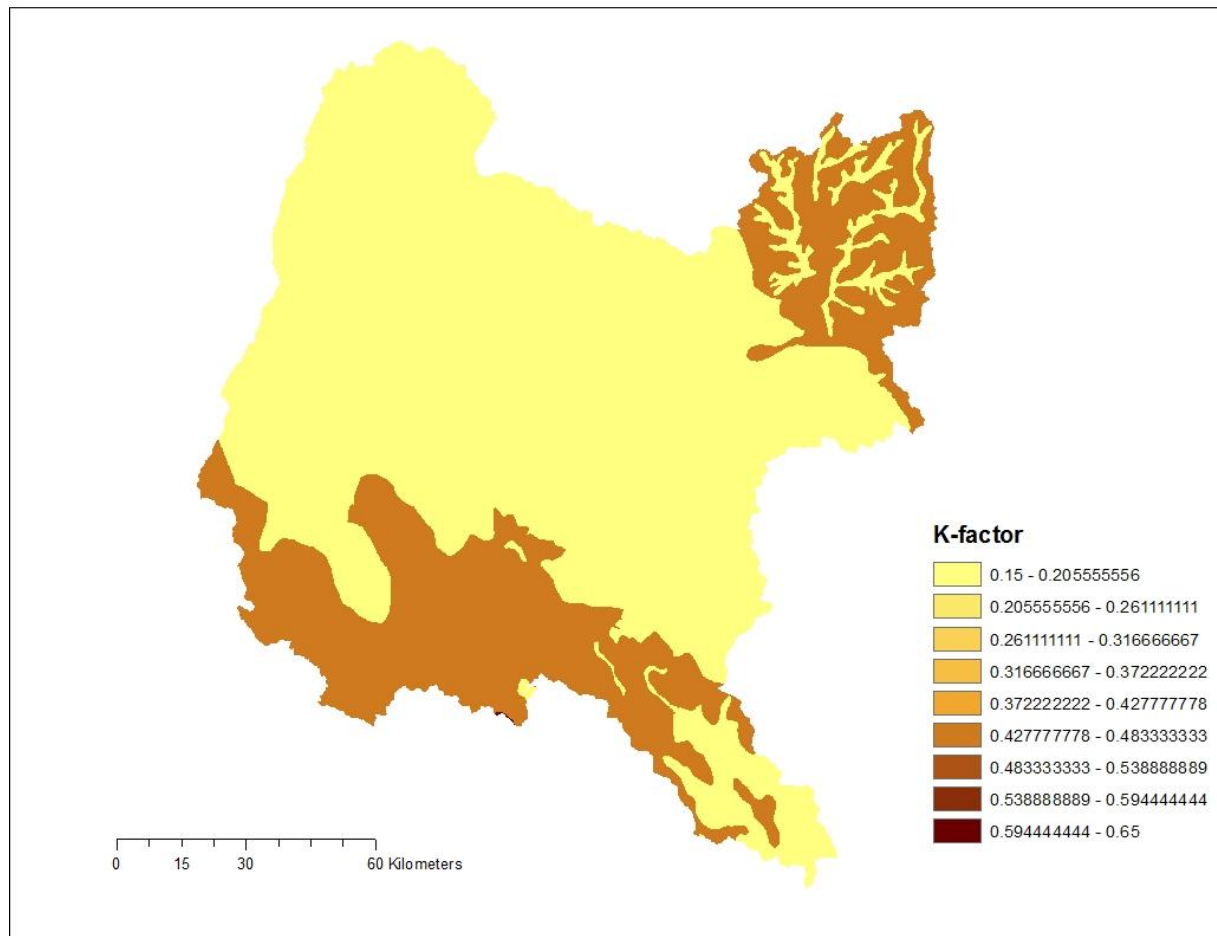 K-factor
0.15 - 0.205555556
0.205555556 - 0.261111111
0.261111111 - 0.316666667
0.316666667 - 0.372222222
0.372222222 - 0.427777778
0.427777778 - 0.483333333
0.483333333 - 0.538888889
0.538888889 - 0.594444444
0.594444444 - 0.65
0 15 30 60 Kilometers